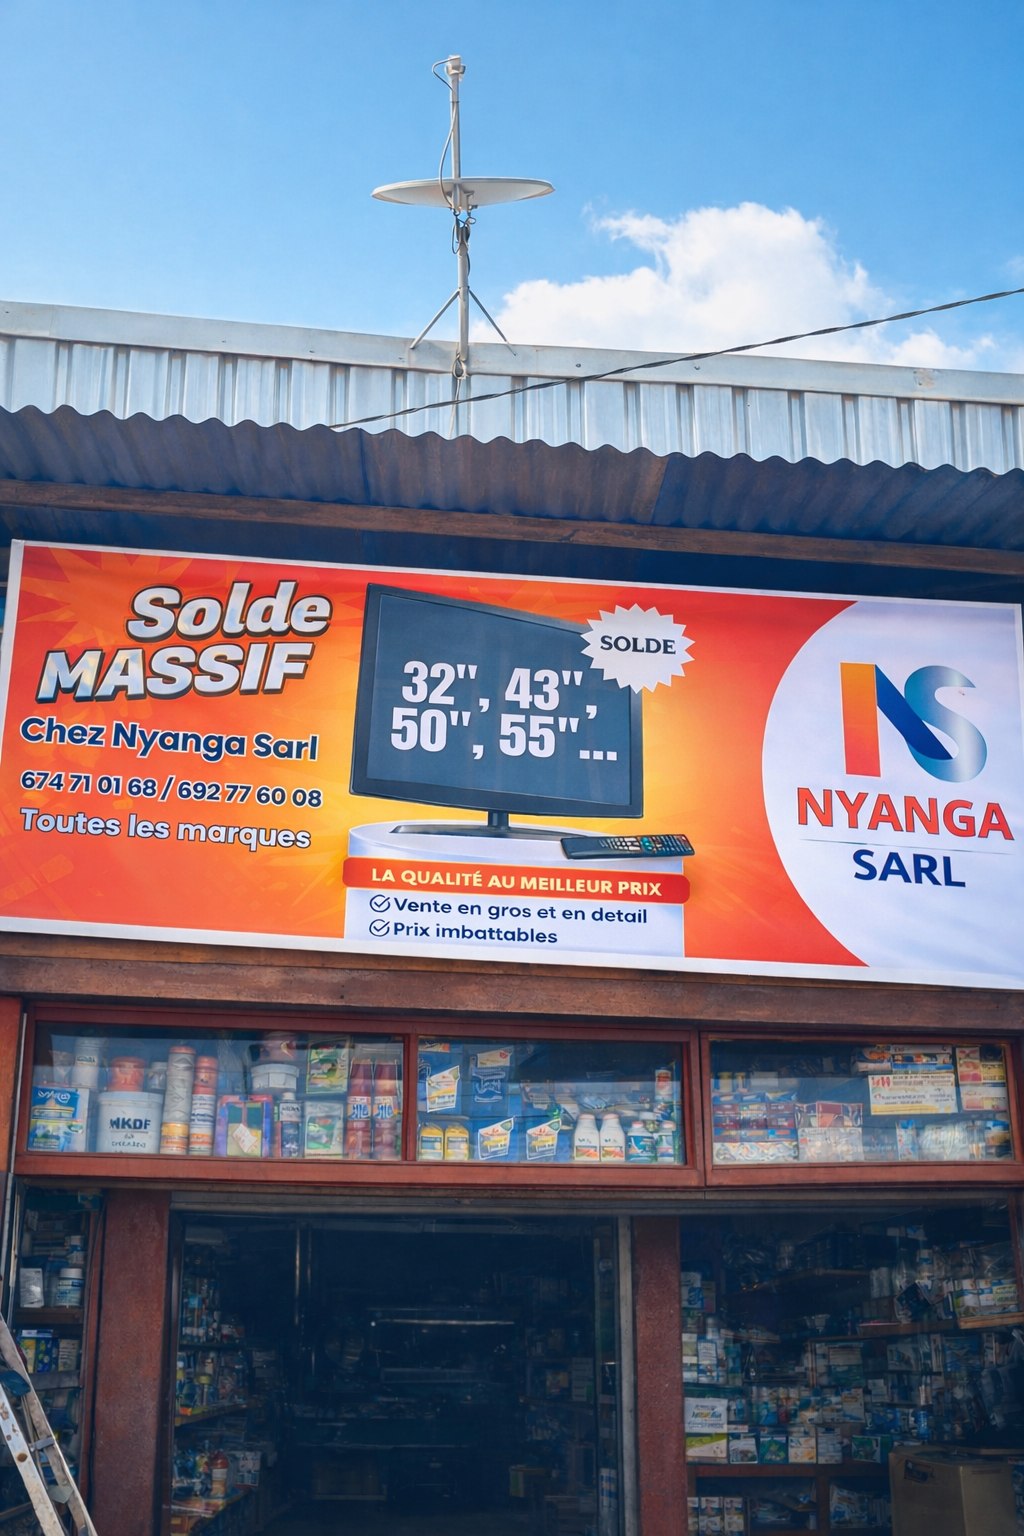 Solde
MASSIF
Chez Nyanga Sarl
674 71 01 68 / 692 77 60 08
Toutes les marques
32", 43",
50", 55"...
SOLDE
LA QUALITÉ AU MEILLEUR PRIX
Vente en gros et en detail
Prix imbattables
NS
NYANGA
SARL